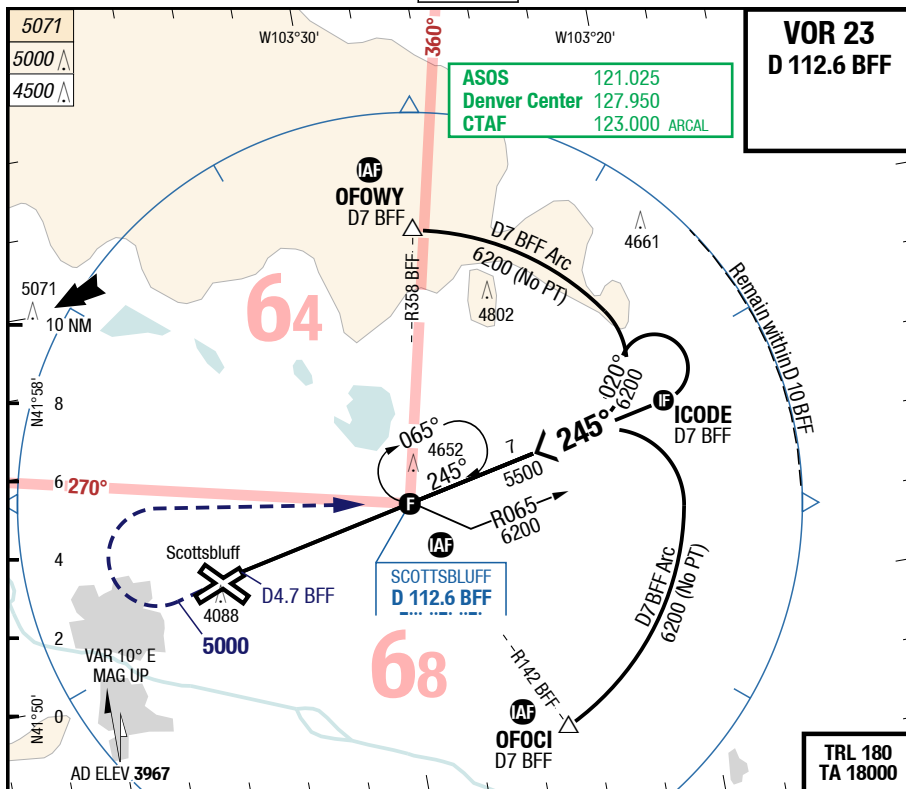 5071
5000
4500
W103°30'
W103°20'
VOR 23
D 112.6 BFF
360°
ASOS 121.025
Denver Center 127.950
CTAF 123.000 ARCAL
IAF
OFOWY
D7 BFF
4661
D7 BFF Arc
6200 (No PT)
Remain within D 10 BFF
R358 BFF
5071
10 NM
64
4802
N41°58'
8
020°
6200
IF
ICODE
D7 BFF
065°
4652
245°
7
5500
245°
6
270°
F
R065
6200
IAF
Scottsbluff
4
D4.7 BFF
4088
SCOTTSBLUFF
D 112.6 BFF
D7 BFF Arc
6200 (No PT)
5000
2
VAR 10° E
MAG UP
68
R142 BFF
N41°50'
0
IAF
OFOCI
D7 BFF
AD ELEV 3967
TRL 180
TA 18000